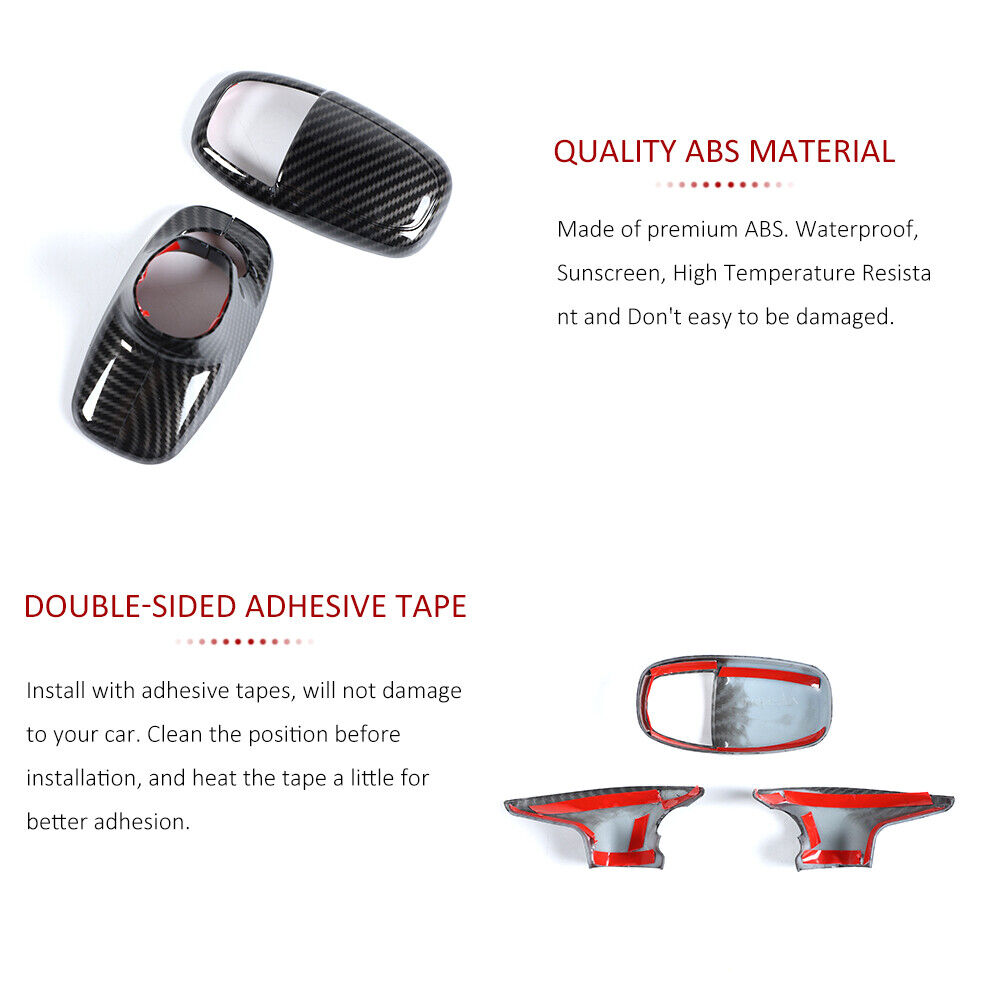 QUALITY ABS MATERIAL
Made of premium ABS. Waterproof,
Sunscreen, High Temperature Resista
nt and Don't easy to be damaged.
DOUBLE-SIDED ADHESIVE TAPE
Install with adhesive tapes, will not damage
to your car. Clean the position before
installation, and heat the tape a little for
better adhesion.